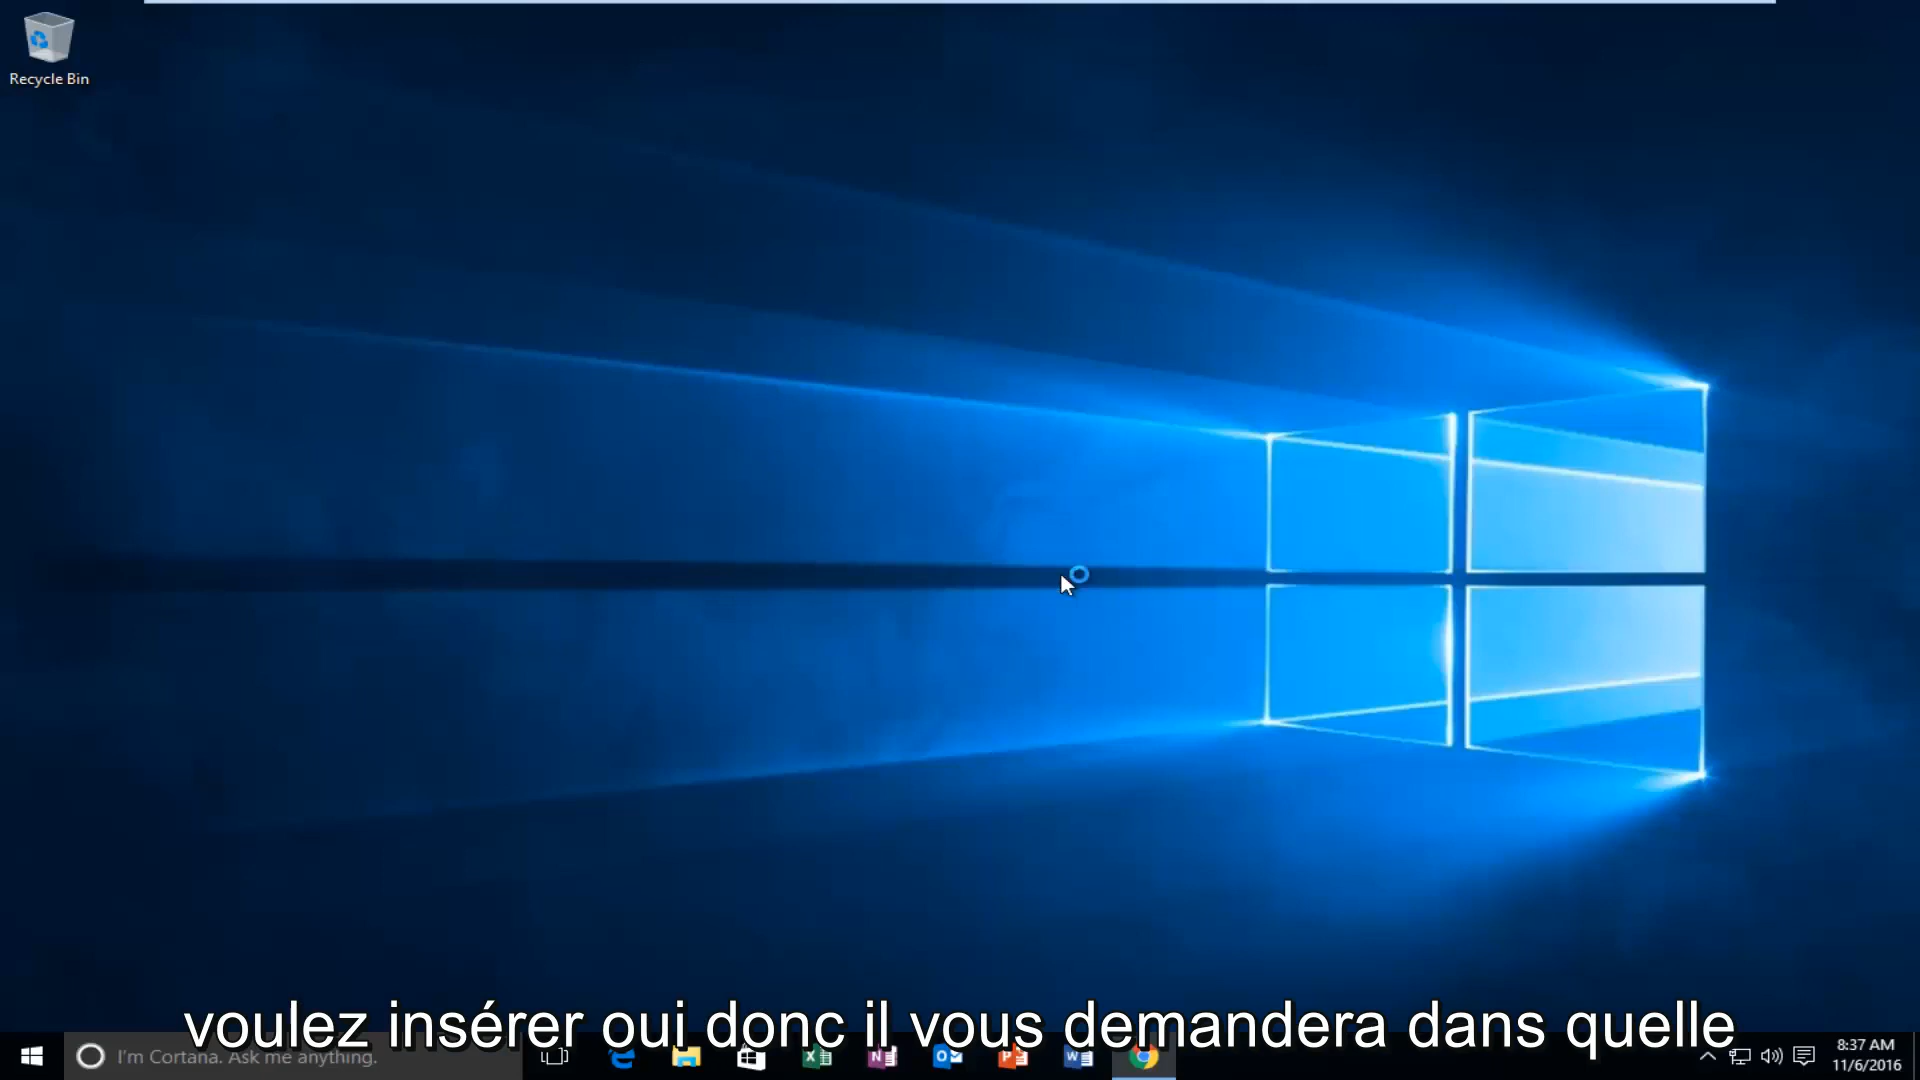 Recycle Bin
voulez insérer oui donc il vous demandera dans quelle
I'm Cortana. Ask me anything.
8:37 AM
11/6/2016